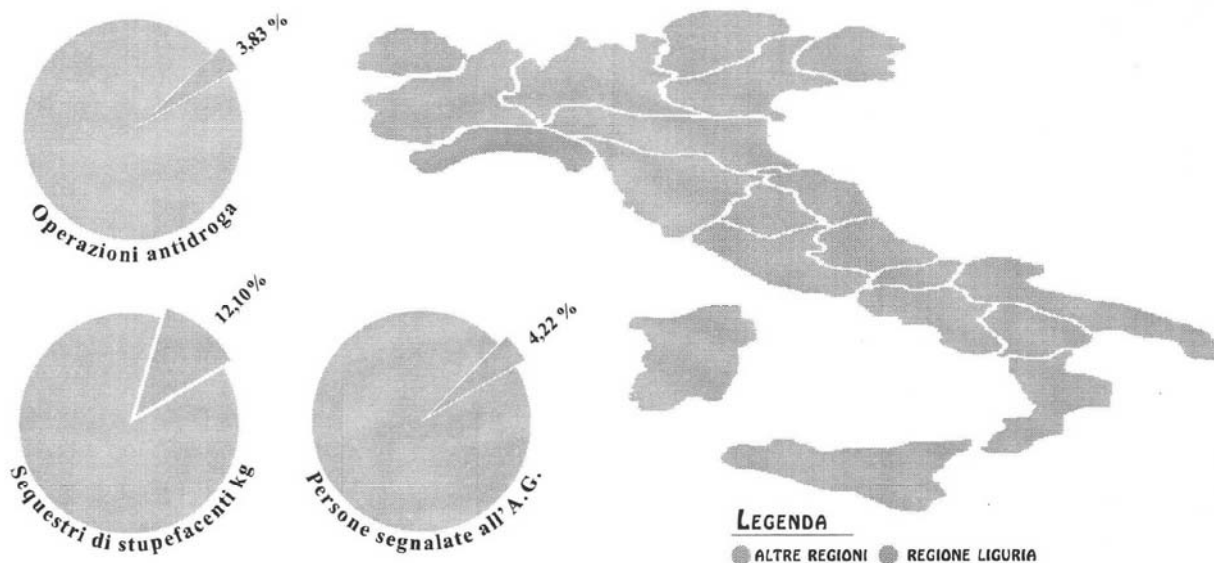 3,83 %
Operazioni antidroga
12,10%
Sequestri di stupefacenti kg
4,22 %
Persone segnalate all'A.G.
LEGENDA
ALTRE REGIONI REGIONE LIGURIA